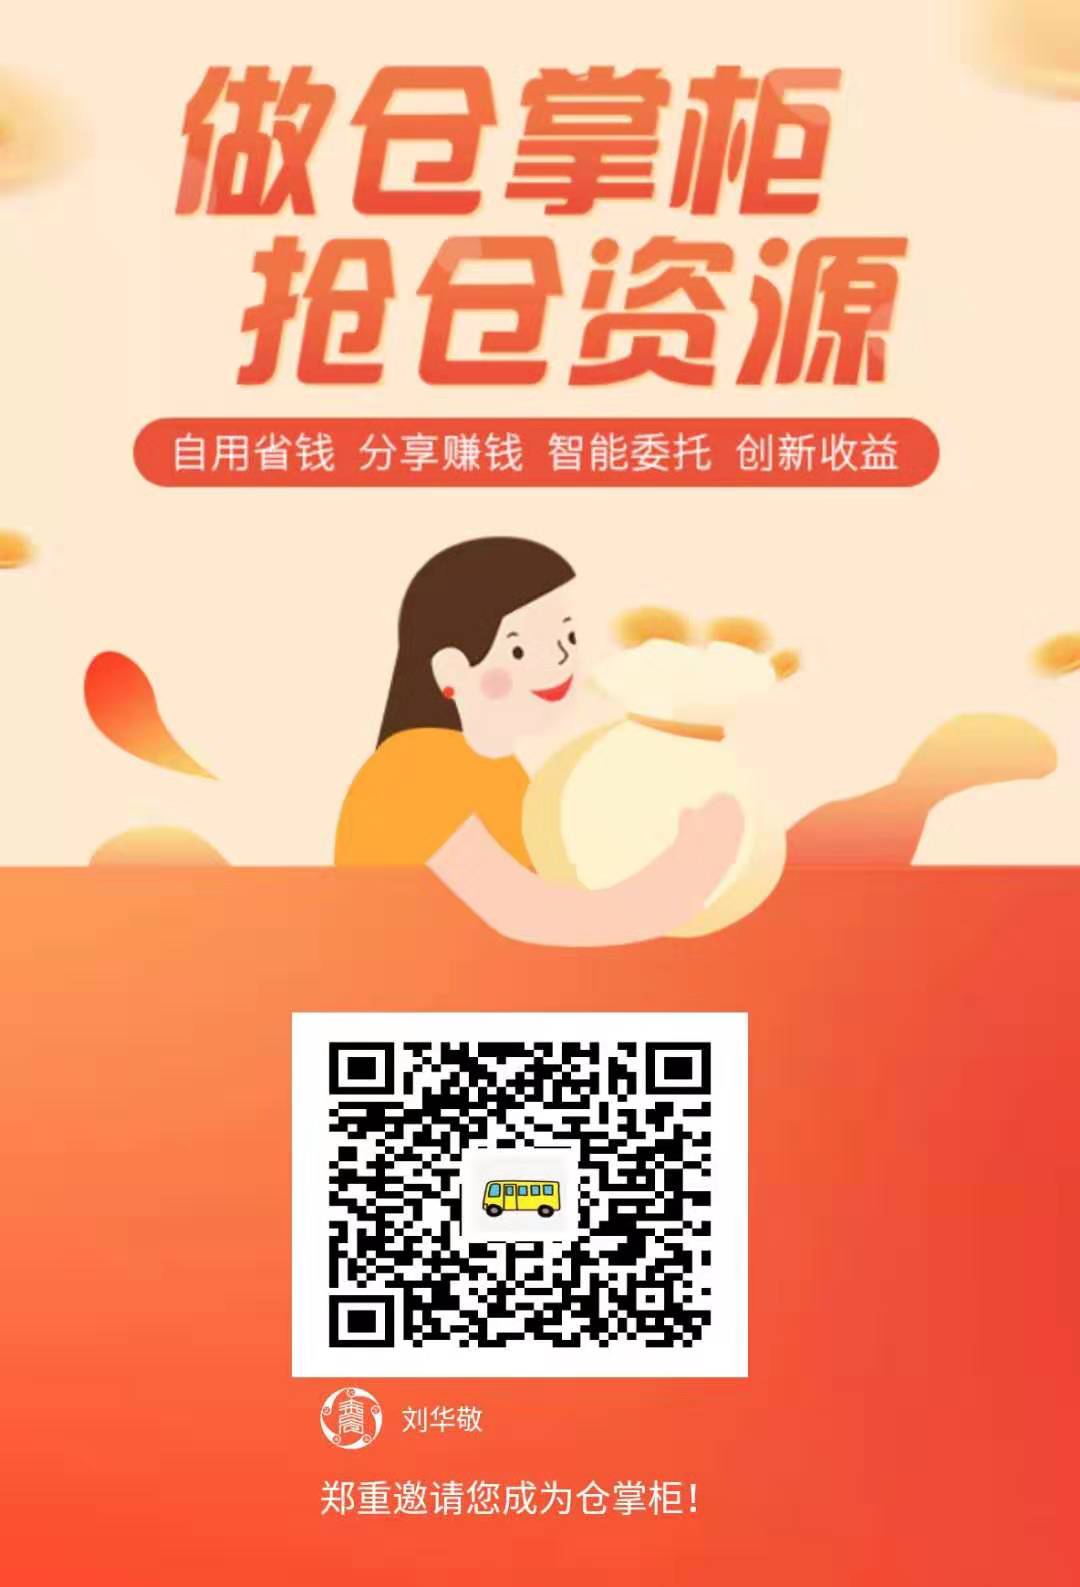 做仓掌柜
抢仓资源
自用省钱 分享赚钱 智能委托 创新收益
刘华敬
郑重邀请您成为仓掌柜！